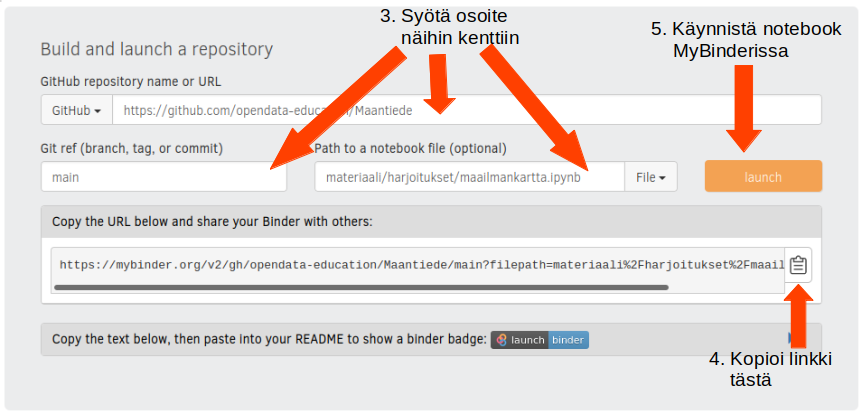 3. Syötä osoite
näihin kenttiin
5. Käynnistä notebook
MyBinderissa
Build and launch a repository
GitHub repository name or URL
GitHub
https://github.com/opendata-education/Maantiede
Git ref (branch, tag, or commit)
Path to a notebook file (optional)
main
materiaali/harjoitukset/maailmankartta.ipynb
File
launch
Copy the URL below and share your Binder with others:
https://mybinder.org/v2/gh/opendata-education/Maantiede/main?filepath=materiaali%2Fharjoitukset%2Fmaail
Copy the text below, then paste into your README to show a binder badge:
launch binder
4. Kopioi linkki
tästä